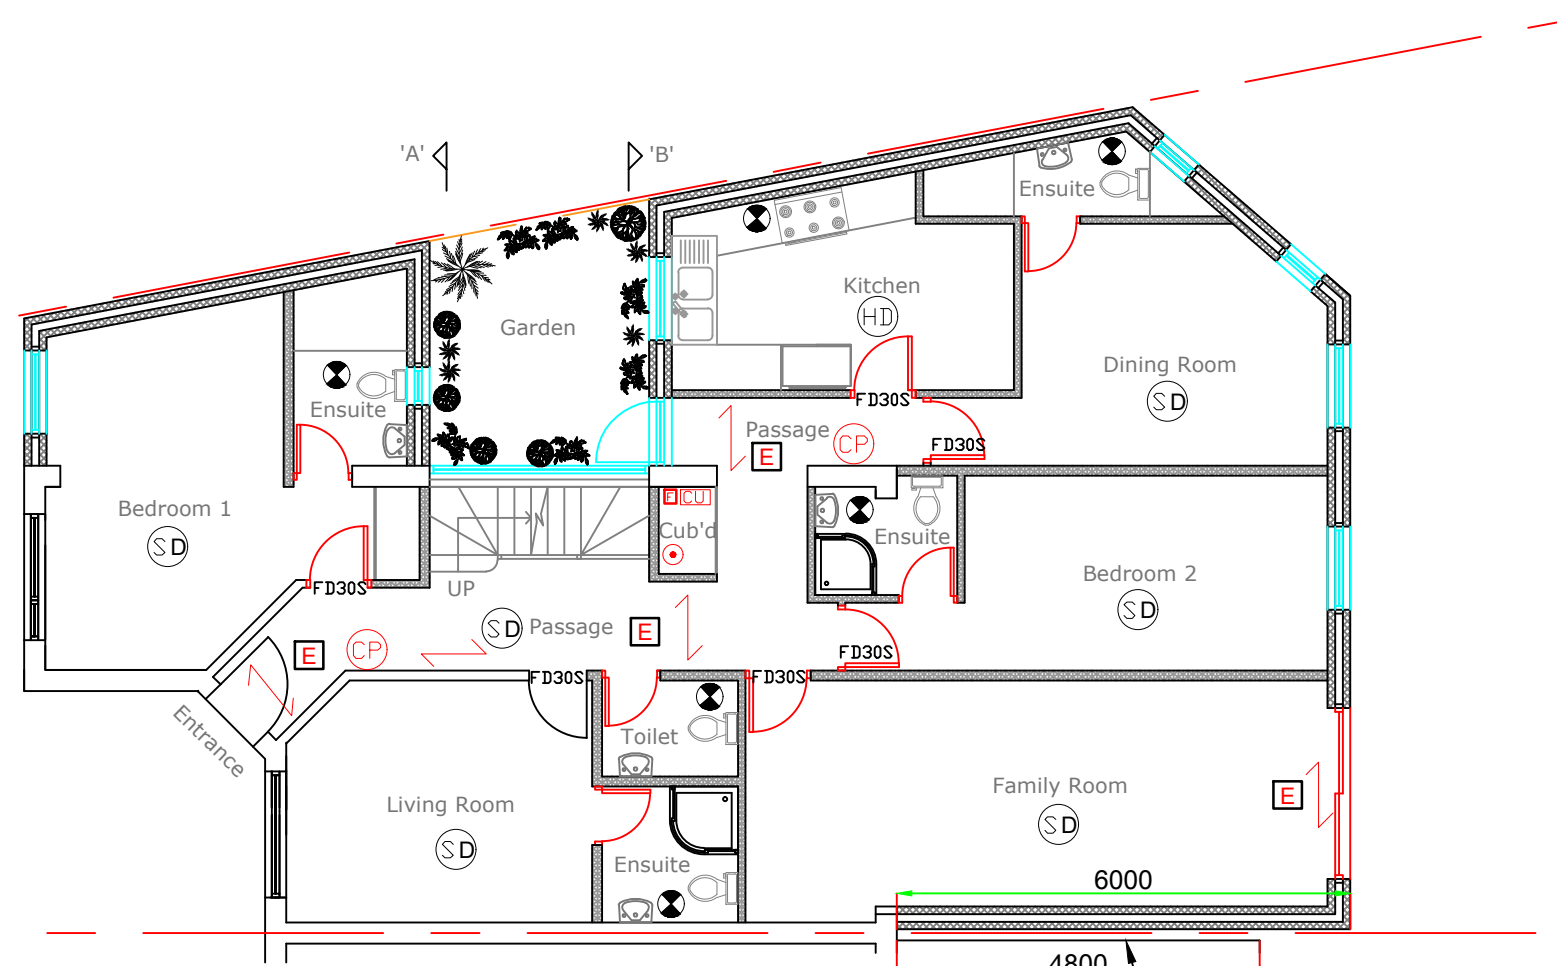 'A'
'B'
Ensuite
Kitchen
HD
Garden
Dining Room
SD
Ensuite
FD30S
Passage
CP
E
FD30S
Bedroom 1
SD
F
CU
Cub'd
Ensuite
UP
FD30S
Bedroom 2
SD
SD
Passage
E
E
CP
FD30S
FD30S
FD30S
Entrance
Toilet
Living Room
SD
Family Room
SD
E
Ensuite
6000
4800